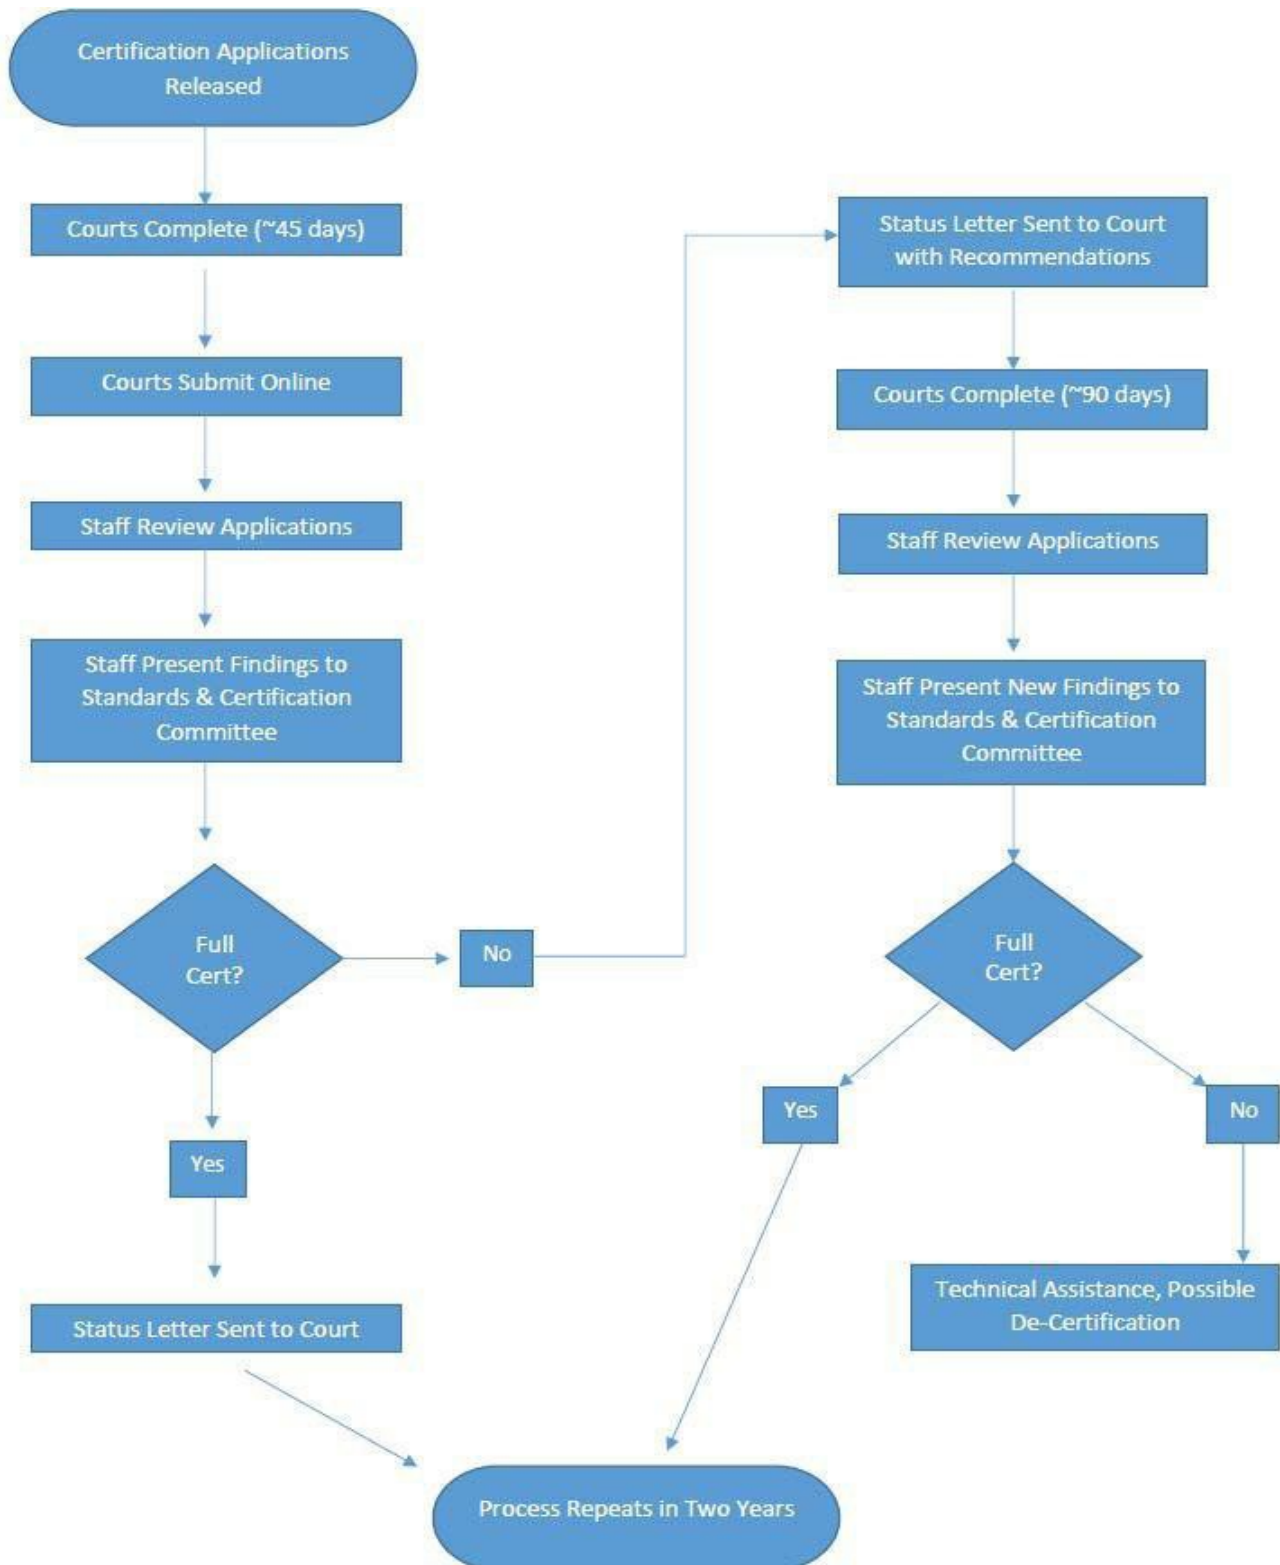 Certification Applications
Released
Courts Complete (~45 days)
Courts Submit Online
Staff Review Applications
Staff Present Findings to
Standards & Certification
Committee
Full
Cert?
No
Yes
Status Letter Sent to Court
Status Letter Sent to Court
with Recommendations
Courts Complete (~90 days)
Staff Review Applications
Staff Present New Findings to
Standards & Certification
Committee
Full
Cert?
Yes
No
Technical Assistance, Possible
De-Certification
Process Repeats in Two Years